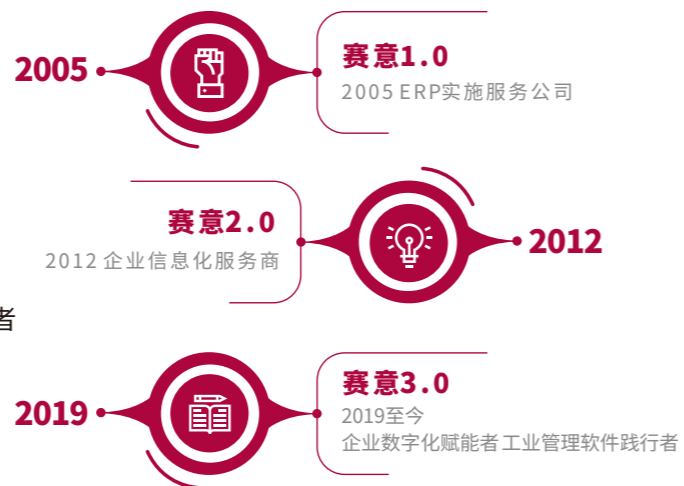 2005
赛意1.0
2005 ERP实施服务公司
赛意2.0
2012 企业信息化服务商
2012
者
2019
赛意3.0
2019至今
企业数字化赋能者 工业管理软件践行者